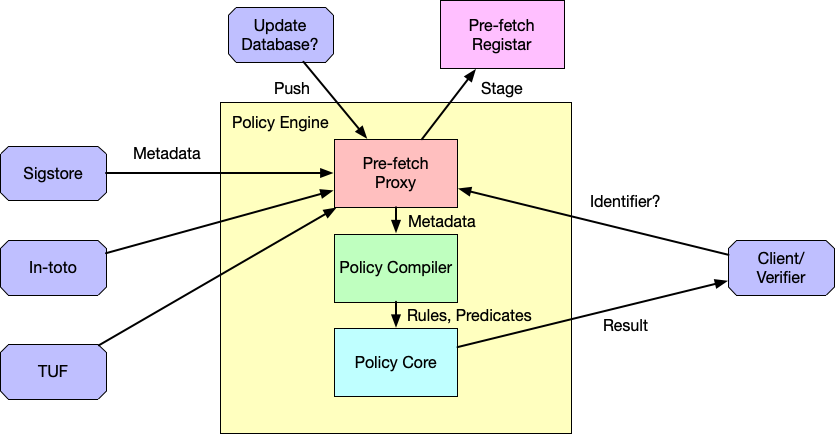 Update
Database?
Pre-fetch
Registar
Push
Stage
Policy Engine
Metadata
Sigstore
Pre-fetch
Proxy
Identifier?
Metadata
In-toto
Policy Compiler
Client/
Verifier
Rules, Predicates
Result
TUF
Policy Core